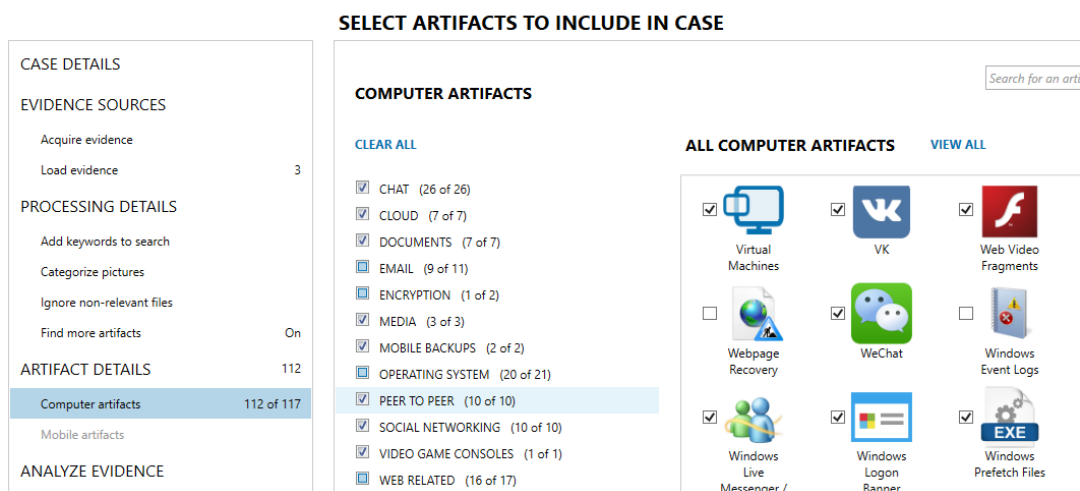 SELECT ARTIFACTS TO INCLUDE IN CASE
CASE DETAILS
EVIDENCE SOURCES
Acquire evidence
Load evidence 3
PROCESSING DETAILS
Add keywords to search
Categorize pictures
Ignore non-relevant files
Find more artifacts On
ARTIFACT DETAILS 112
Computer artifacts 112 of 117
Mobile artifacts
ANALYZE EVIDENCE
COMPUTER ARTIFACTS
Search for an arti
CLEAR ALL
CHAT (26 of 26)
CLOUD (7 of 7)
DOCUMENTS (7 of 7)
EMAIL (9 of 11)
ENCRYPTION (1 of 2)
MEDIA (3 of 3)
MOBILE BACKUPS (2 of 2)
OPERATING SYSTEM (20 of 21)
PEER TO PEER (10 of 10)
SOCIAL NETWORKING (10 of 10)
VIDEO GAME CONSOLES (1 of 1)
WEB RELATED (16 of 17)
ALL COMPUTER ARTIFACTS VIEW ALL
Virtual
Machines
VK
Web Video
Fragments
Webpage
Recovery
WeChat
Windows
Event Logs
Windows
Live
Messenger /
Windows
Logon
Banner
EXE
Windows
Prefetch Files